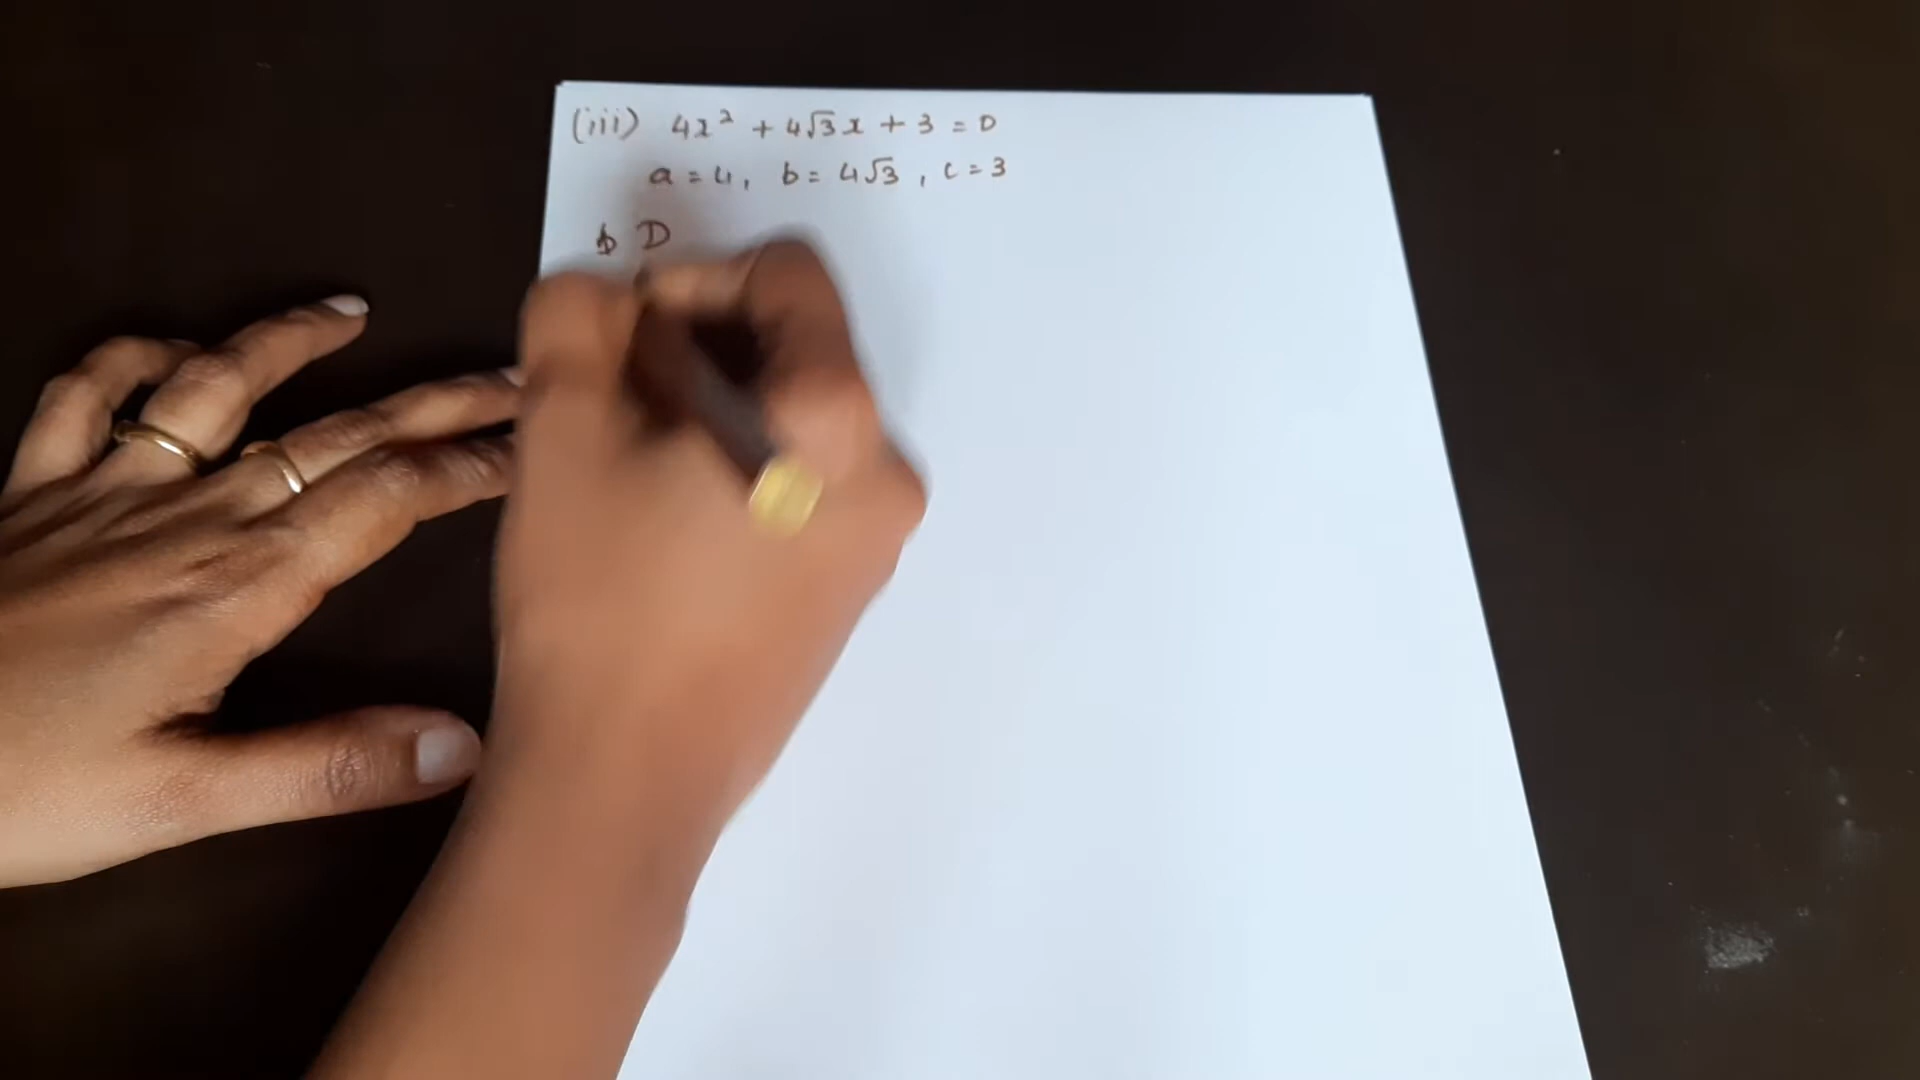 (iii) 4x² + 4√3x + 3 = 0
a = 4, b = 4√3, c = 3
D